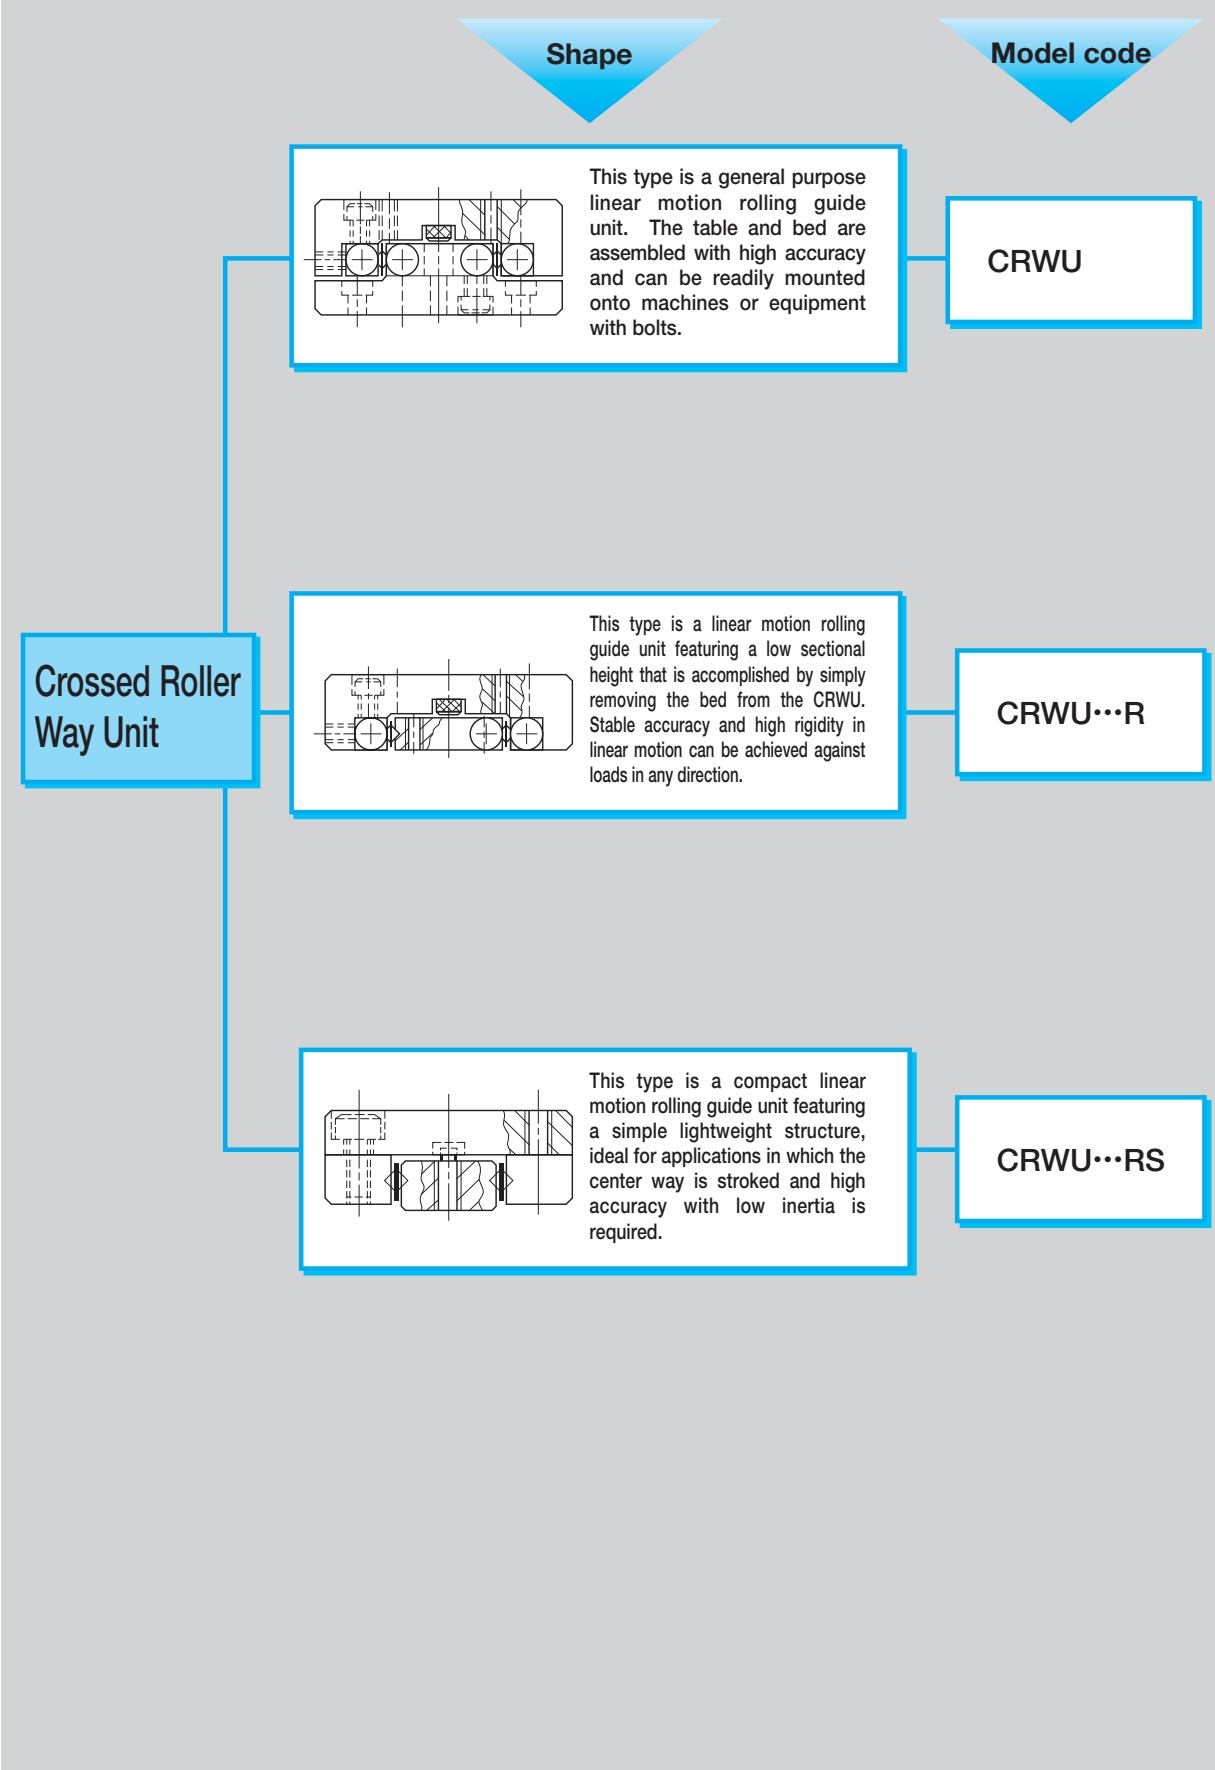 Shape
Model code
This type is a general purpose
linear motion rolling guide
unit. The table and bed are
assembled with high accuracy
and can be readily mounted
onto machines or equipment
with bolts.
CRWU
Crossed Roller
Way Unit
This type is a linear motion rolling
guide unit featuring a low sectional
height that is accomplished by simply
removing the bed from the CRWU.
Stable accuracy and high rigidity in
linear motion can be achieved against
loads in any direction.
CRWU···R
This type is a compact linear
motion rolling guide unit featuring
a simple lightweight structure,
ideal for applications in which the
center way is stroked and high
accuracy with low inertia is
required.
CRWU···RS